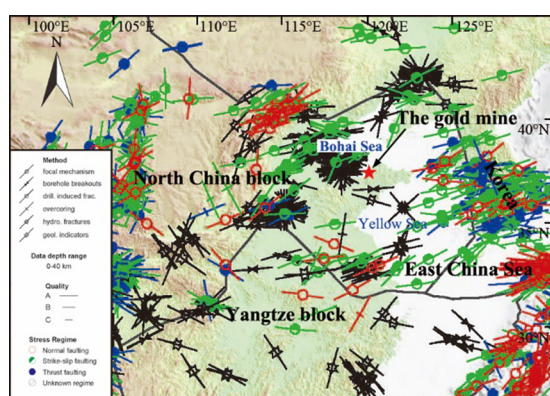 100°E 105°E 110°E 115°E 120°E 125°E
N
The gold mine
40°N
Bohai Sea
North China block
Korea
Yellow Sea
35°N
East China Sea
Yangtze block
30°N
Method
focal mechanism
borehole breakouts
drill. induced frac.
overcoring
hydro. fractures
geol. indicators
Data depth range
0-40 km
Quality
A
B
C
Stress Regime
Normal faulting
Strike-slip faulting
Thrust faulting
Unknown regime